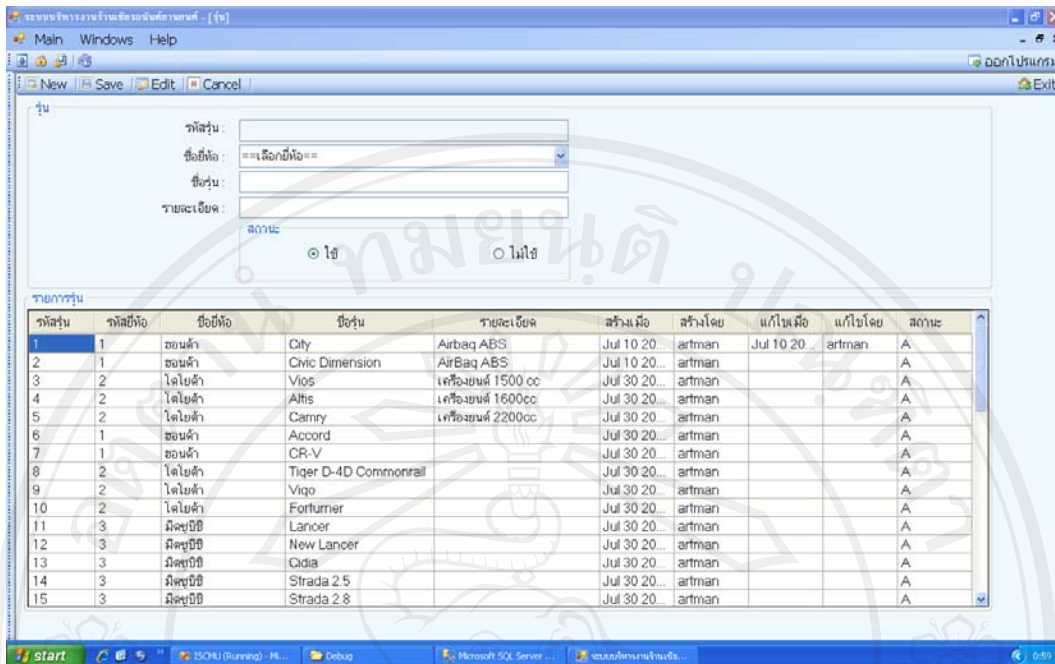 ระบบบริหารงานร้านเช่ารถยนต์คาแมนท์ - [รุ่น]
Main Windows Help
ออกโปรแกรม
New Save Edit Cancel Exit
รุ่น
รหัสรุ่น :
ชื่อยี่ห้อ : ==เลือกยี่ห้อ==
ชื่อรุ่น :
รายละเอียด :
สถานะ
ใช้ ไม่ใช้
รายการรุ่น
รหัสรุ่น รหัสยี่ห้อ ชื่อยี่ห้อ ชื่อรุ่น รายละเอียด สร้างเมื่อ สร้างโดย แก้ไขเมื่อ แก้ไขโดย สถานะ
1 1 ฮอนด้า City Airbag ABS Jul 10 20... artman Jul 10 20... artman A
2 1 ฮอนด้า Civic Dimension AirBag ABS Jul 10 20... artman A
3 2 โตโยต้า Vios เครื่องยนต์ 1500 cc Jul 30 20... artman A
4 2 โตโยต้า Altis เครื่องยนต์ 1600cc Jul 30 20... artman A
5 2 โตโยต้า Camry เครื่องยนต์ 2200cc Jul 30 20... artman A
6 1 ฮอนด้า Accord Jul 30 20... artman A
7 1 ฮอนด้า CR-V Jul 30 20... artman A
8 2 โตโยต้า Tiger D-4D Commonrail Jul 30 20... artman A
9 2 โตโยต้า Vigo Jul 30 20... artman A
10 2 โตโยต้า Forturner Jul 30 20... artman A
11 3 มิตซูบิชิ Lancer Jul 30 20... artman A
12 3 มิตซูบิชิ New Lancer Jul 30 20... artman A
13 3 มิตซูบิชิ Cidia Jul 30 20... artman A
14 3 มิตซูบิชิ Strada 2.5 Jul 30 20... artman A
15 3 มิตซูบิชิ Strada 2.8 Jul 30 20... artman A
start ISCMU (Running) - Mi... Debug Microsoft SQL Server ... 0:59